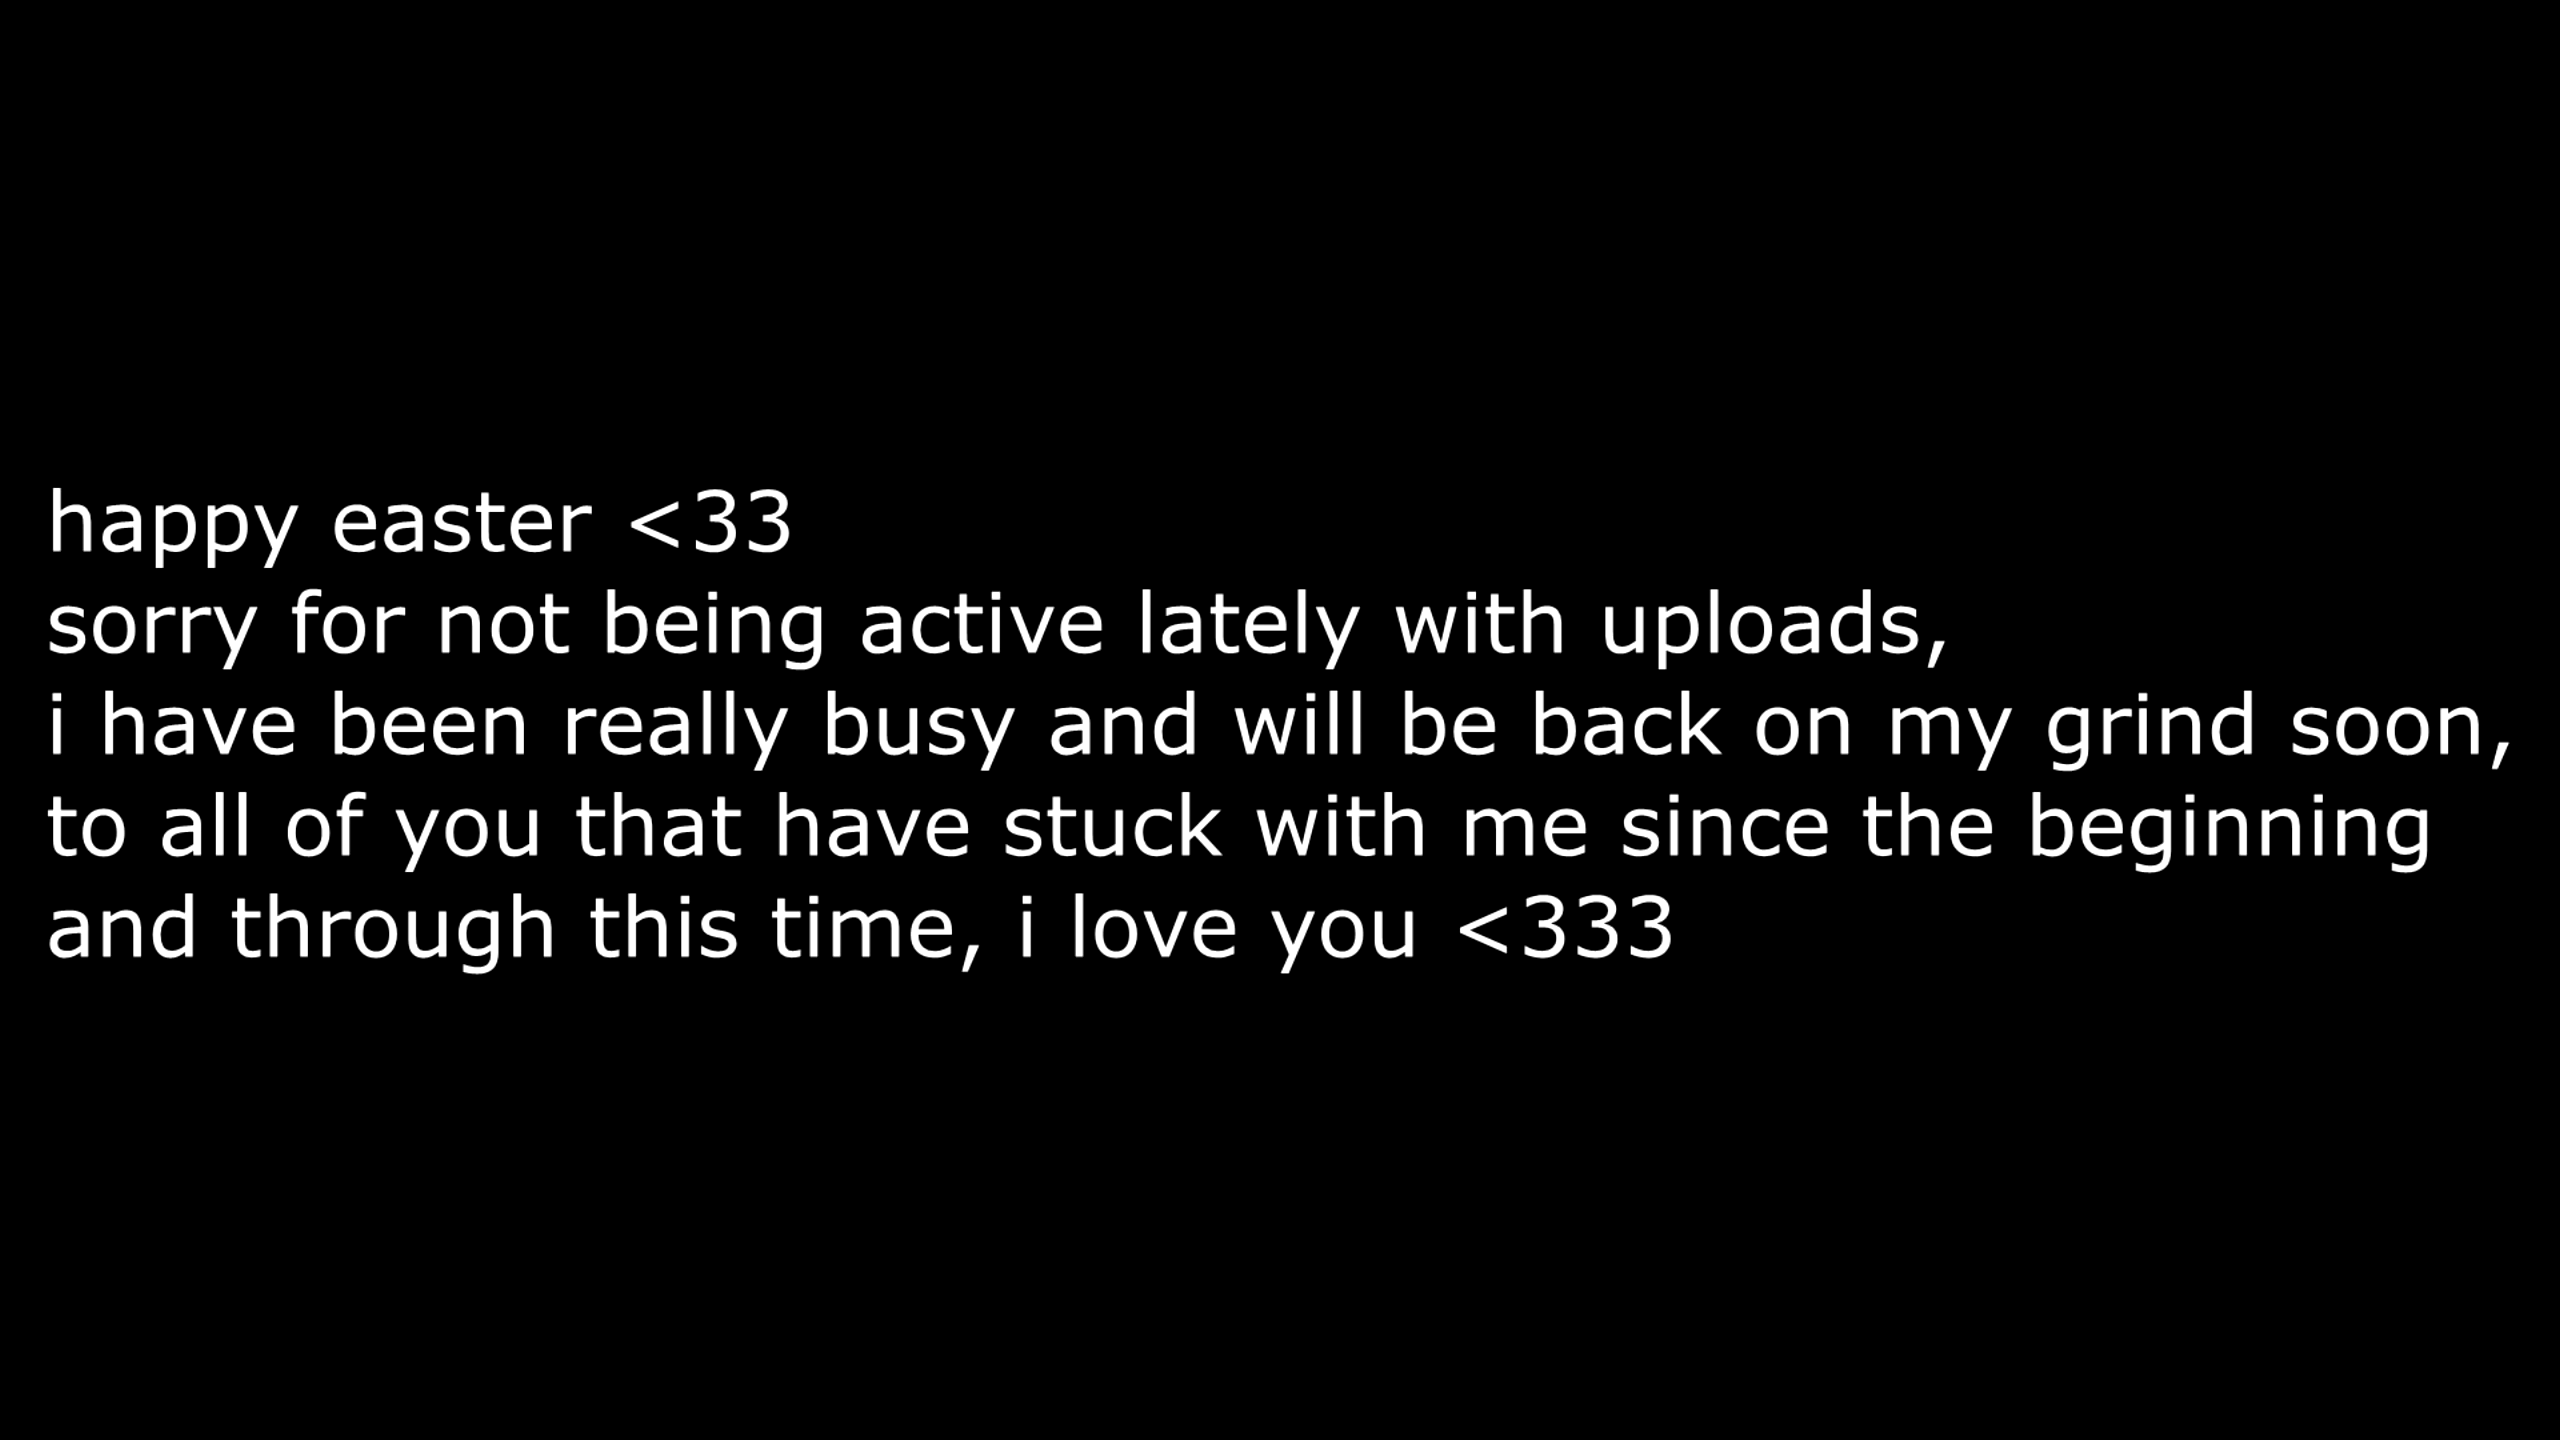 happy easter <33
sorry for not being active lately with uploads,
i have been really busy and will be back on my grind soon,
to all of you that have stuck with me since the beginning
and through this time, i love you <333